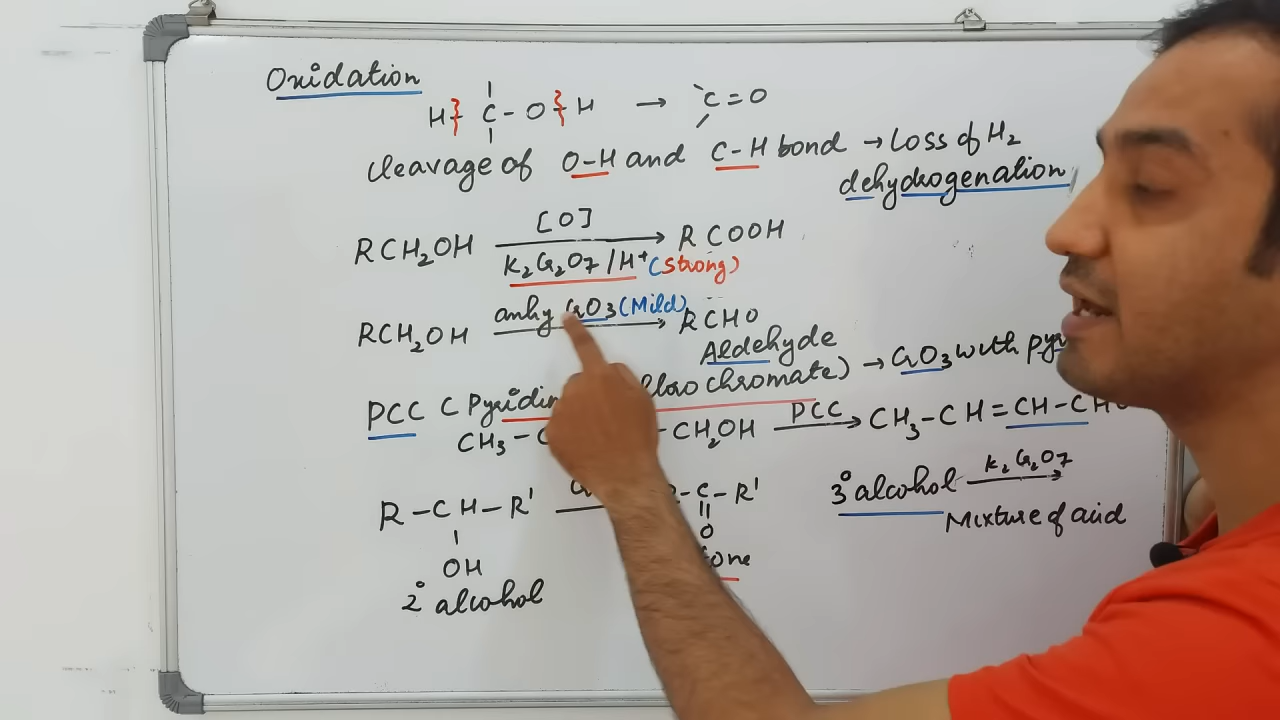 Oxidation
H - C - O - H → C = O
cleavage of O-H and C-H bond → Loss of H2
dehydrogenation
[O]
RCH2OH → RCOOH
K2Cr2O7 / H+ (strong)
anhy CrO3 (Mild)
RCH2OH → RCHO
Aldehyde
PCC ( chromate) → CrO3 with
PCC
CH3 - -CH2OH → CH3-CH=CH-CHO
R-CH-R' → -C-R'
OH O
2° alcohol
3° alcohol K2Cr2O7 →
Mixture of acid